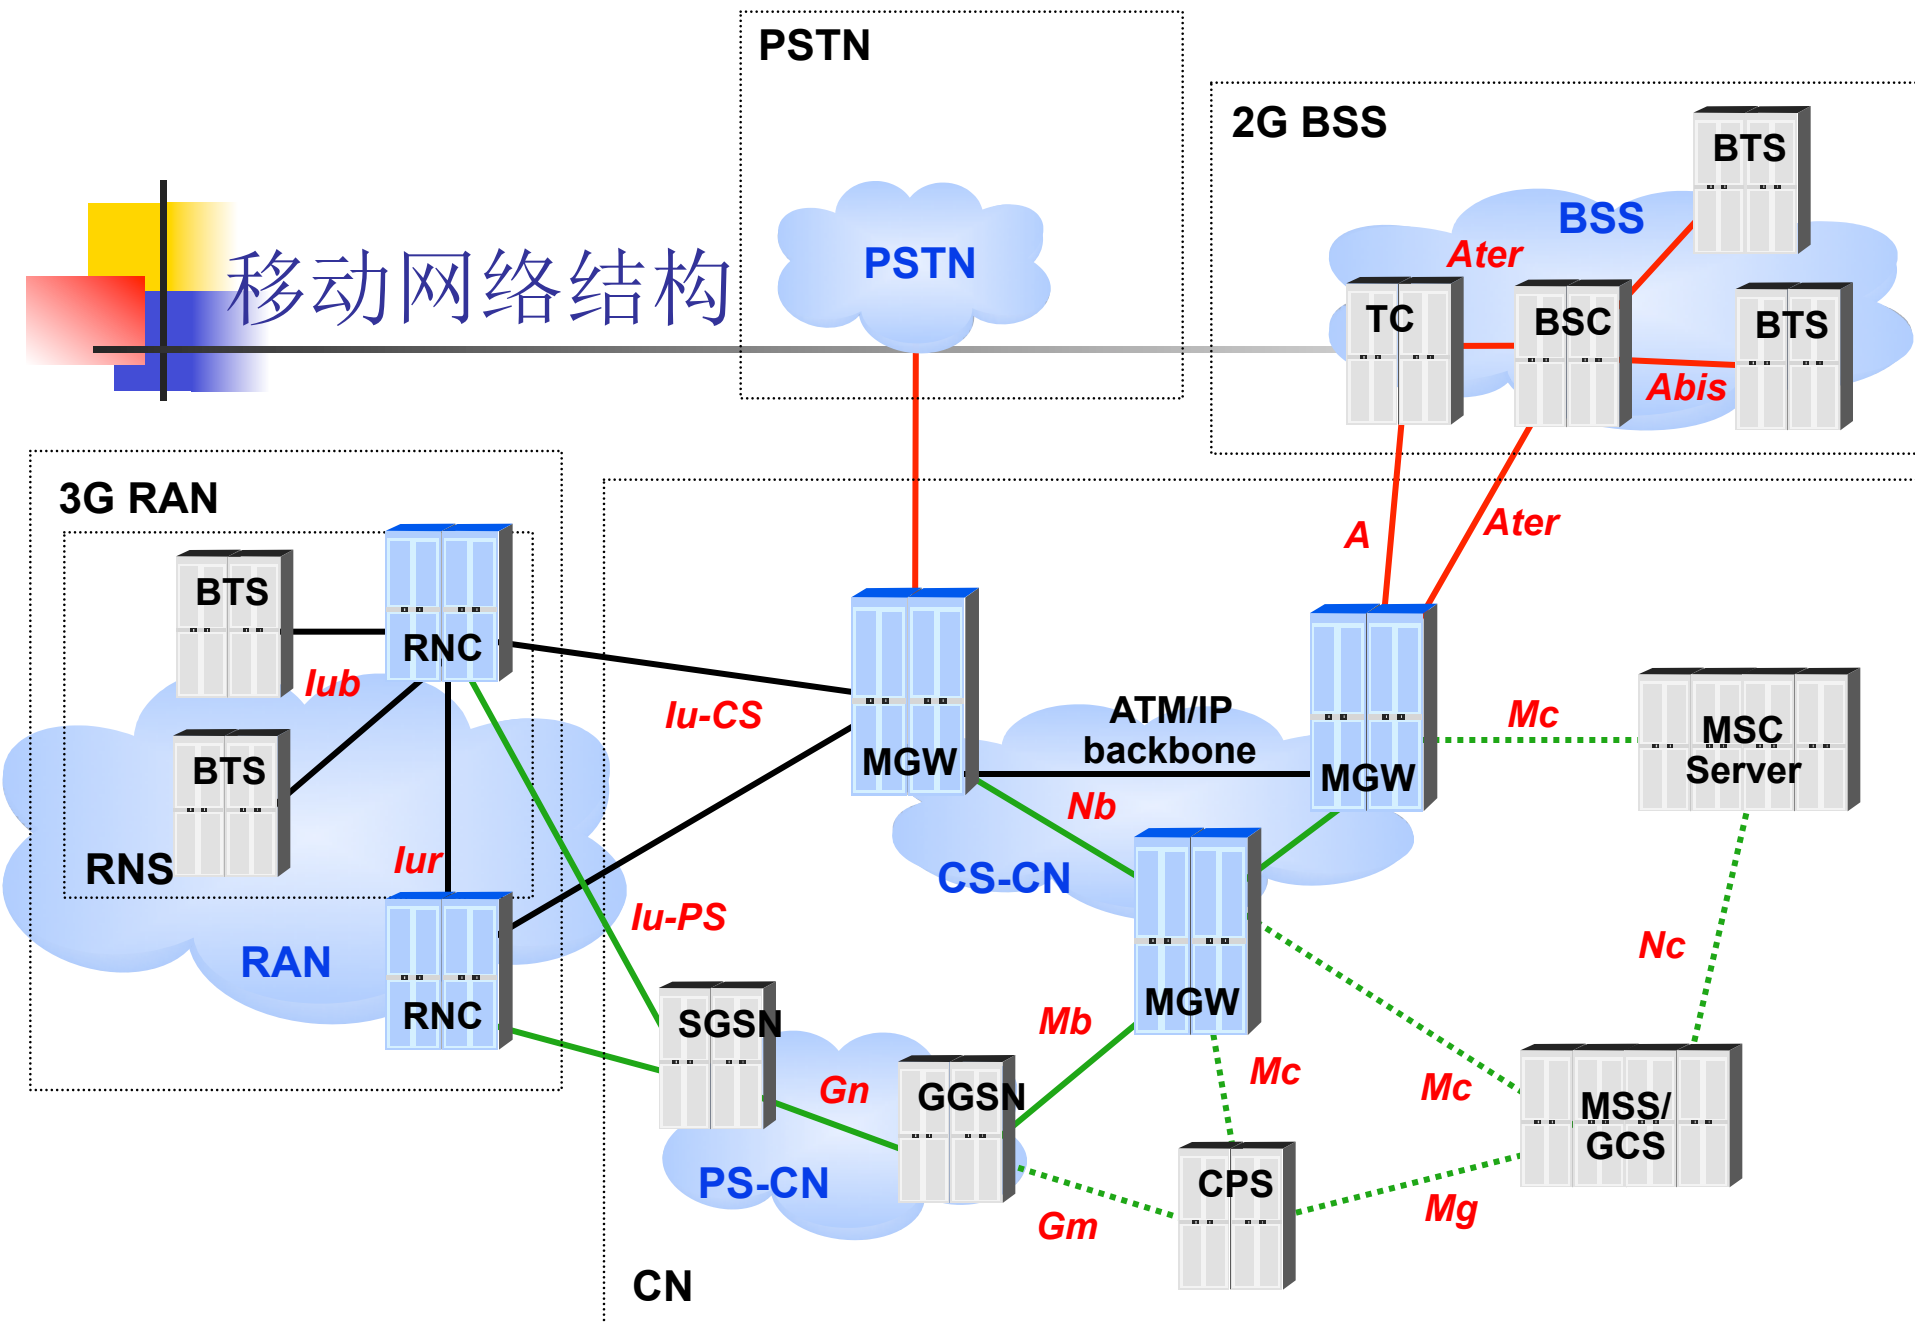 PSTN
2G BSS
BTS
BSS
移动网络结构
PSTN
Ater
TC
BSC
BTS
Abis
3G RAN
A
Ater
BTS
RNC
Iub
Iu-CS
ATM/IP
backbone
Mc
MSC
Server
MGW
MGW
BTS
Nb
RNS
Iur
CS-CN
Iu-PS
Nc
RAN
RNC
SGSN
MGW
Mb
Gn
GGSN
Mc
Mc
MSS/
GCS
PS-CN
CPS
Gm
Mg
CN